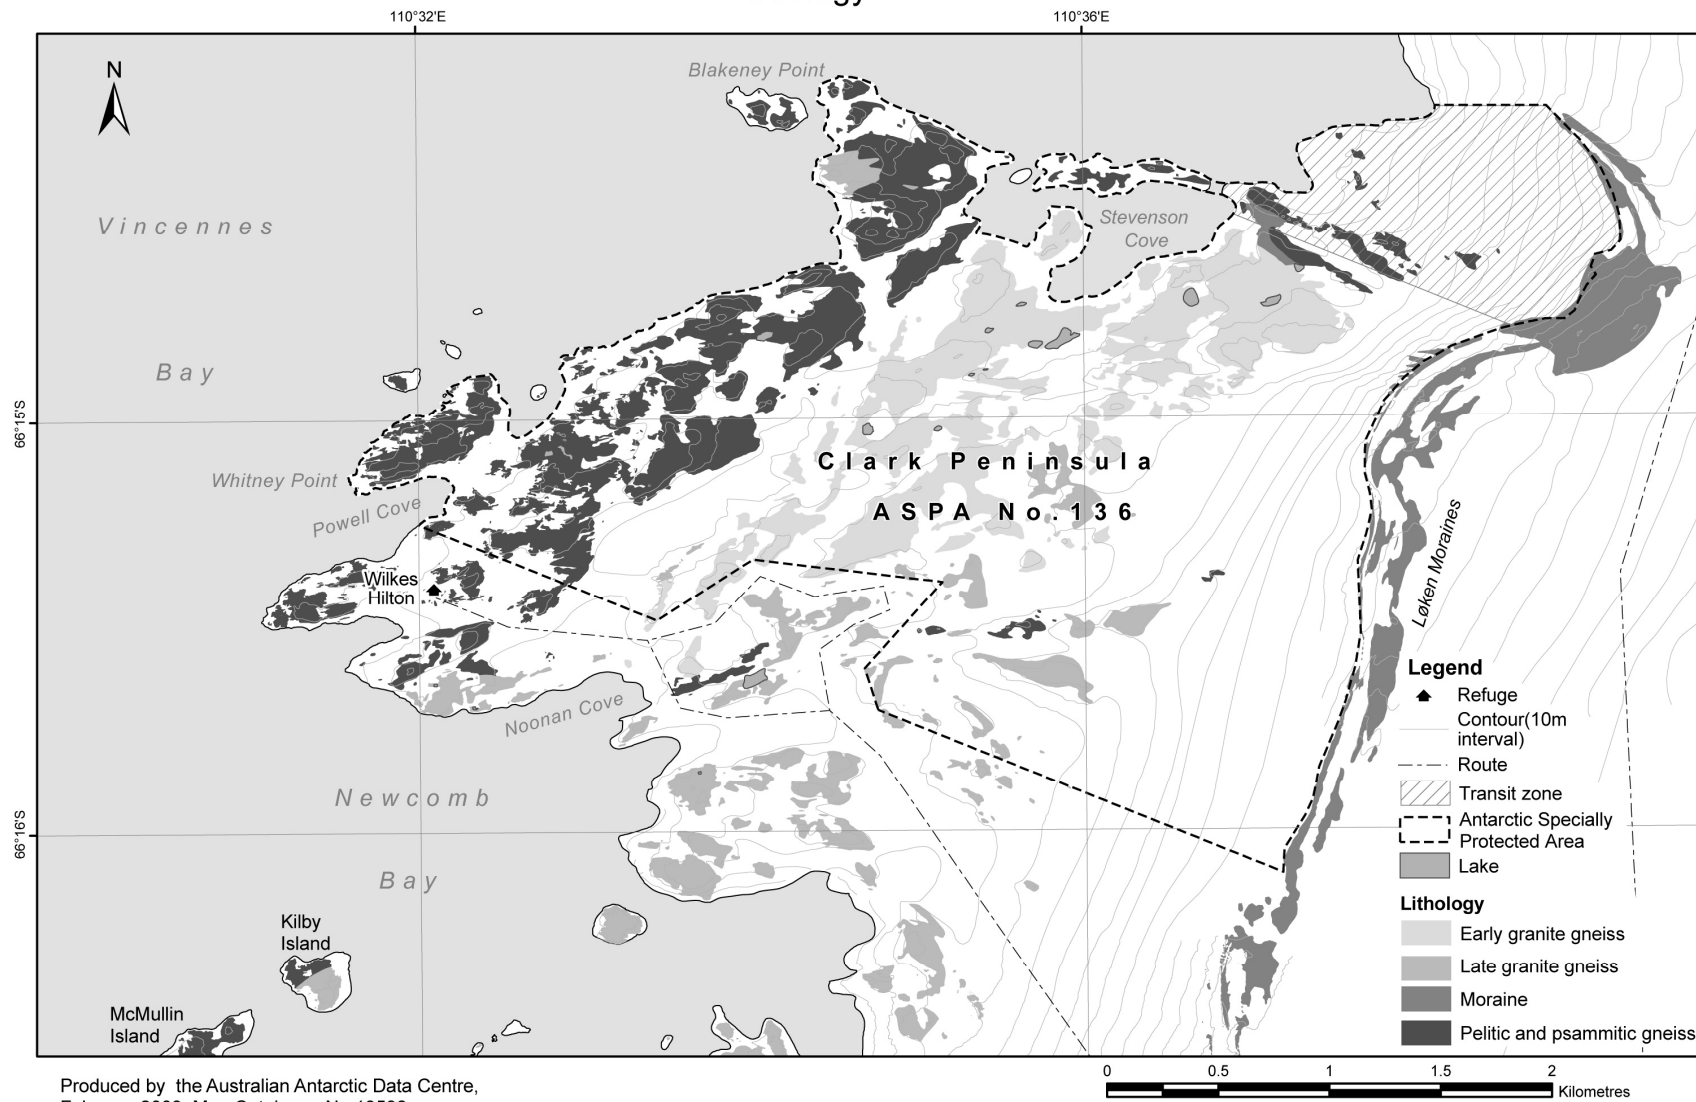 110°32'E
110°36'E
N
Blakeney Point
Vincennes
Stevenson
Cove
Bay
66°15'S
Clark Peninsula
Whitney Point
ASPA No.136
Powell Cove
Wilkes
Hilton
Løken Moraines
Noonan Cove
Newcomb
66°16'S
Bay
Kilby
Island
McMullin
Island
Legend
Refuge
Contour(10m
interval)
Route
Transit zone
Antarctic Specially
Protected Area
Lake
Lithology
Early granite gneiss
Late granite gneiss
Moraine
Pelitic and psammitic gneiss
0 0.5 1 1.5 2
Kilometres
Produced by the Australian Antarctic Data Centre,